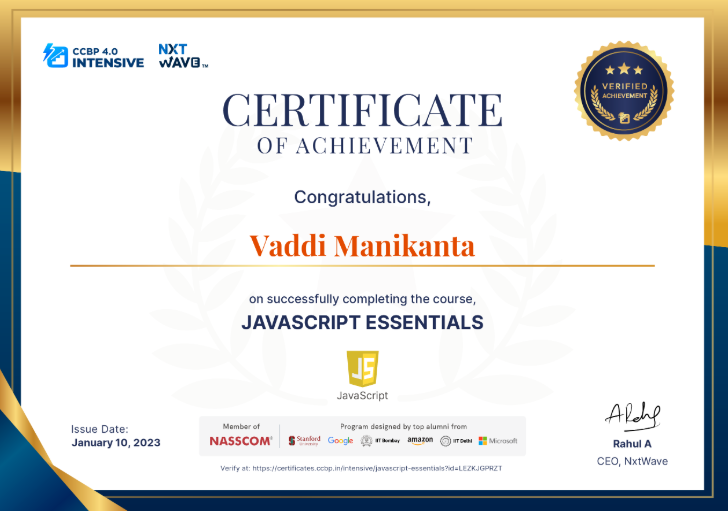 CCBP 4.0
INTENSIVE
NXT
WAVE™
VERIFIED
ACHIEVEMENT
CERTIFICATE
OF ACHIEVEMENT
Congratulations,
Vaddi Manikanta
on successfully completing the course,
JAVASCRIPT ESSENTIALS
JS
JavaScript
Issue Date:
January 10, 2023
Member of
NASSCOM®
Program designed by top alumni from
Stanford Google IIT Bombay amazon IIT Delhi Microsoft
Verify at: https://certificates.ccbp.in/intensive/javascript-essentials?id=LEZKJGPRZT
Rahul A
CEO, NxtWave